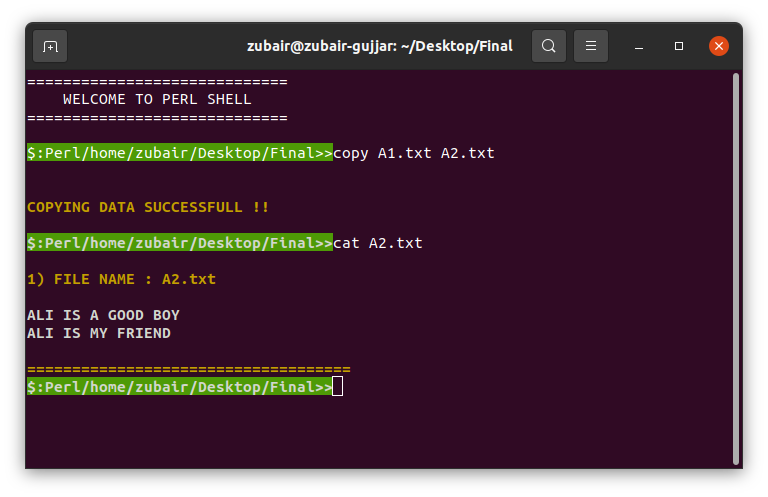 zubair@zubair-gujjar: ~/Desktop/Final
==============================
WELCOME TO PERL SHELL
==============================
$:Perl/home/zubair/Desktop/Final>>copy A1.txt A2.txt
COPYING DATA SUCCESSFULL !!
$:Perl/home/zubair/Desktop/Final>>cat A2.txt
1) FILE NAME : A2.txt
ALI IS A GOOD BOY
ALI IS MY FRIEND
====================================
$:Perl/home/zubair/Desktop/Final>>